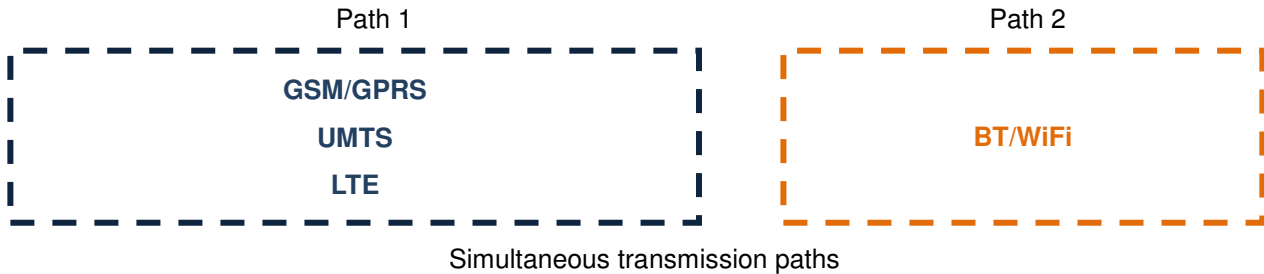 Path 1
Path 2
GSM/GPRS
UMTS
LTE
BT/WiFi
Simultaneous transmission paths